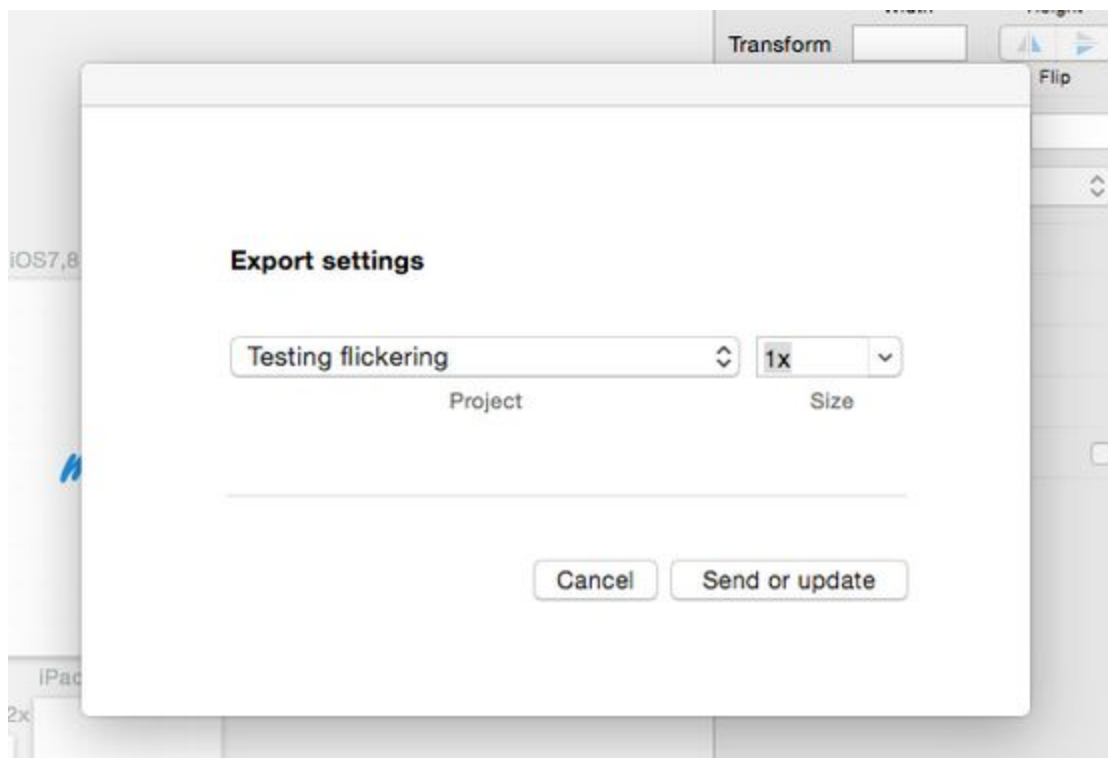 Transform
Flip
iOS7,8
Export settings
Testing flickering
1x
Project
Size
Cancel
Send or update
iPad
2x